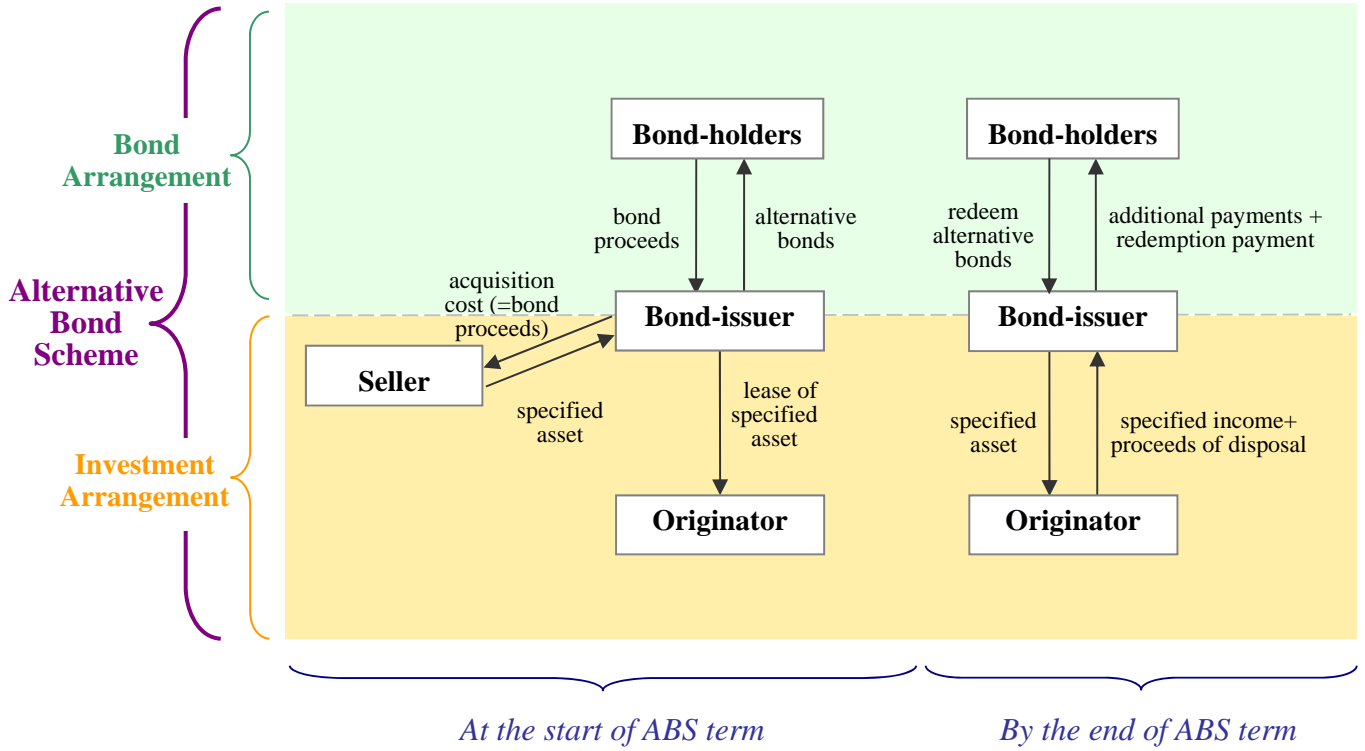 Bond
Arrangement
Alternative
Bond
Scheme
Investment
Arrangement
Bond-holders
bond
proceeds
alternative
bonds
acquisition
cost (=bond
proceeds)
Bond-issuer
Seller
specified
asset
lease of
specified
asset
Originator
Bond-holders
redeem
alternative
bonds
additional payments +
redemption payment
Bond-issuer
specified
asset
specified income+
proceeds of disposal
Originator
At the start of ABS term
By the end of ABS term